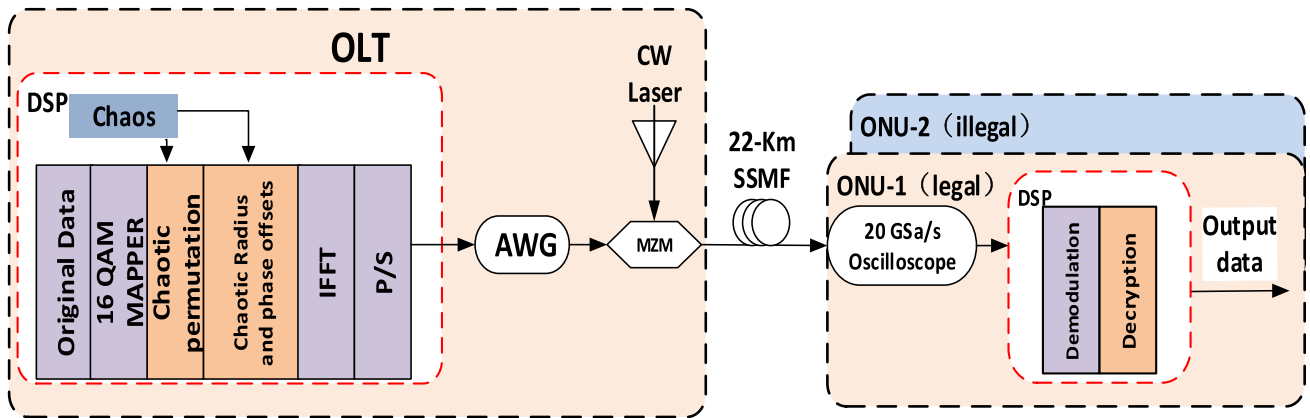 OLT
DSP
Chaos
Original Data
16 QAM
MAPPER
Chaotic
permutation
Chaotic Radius
and phase offsets
IFFT
P/S
AWG
CW
Laser
MZM
22-Km
SSMF
ONU-2（illegal）
ONU-1（legal）
20 GSa/s
Oscilloscope
DSP
Demodulation
Decryption
Output
data